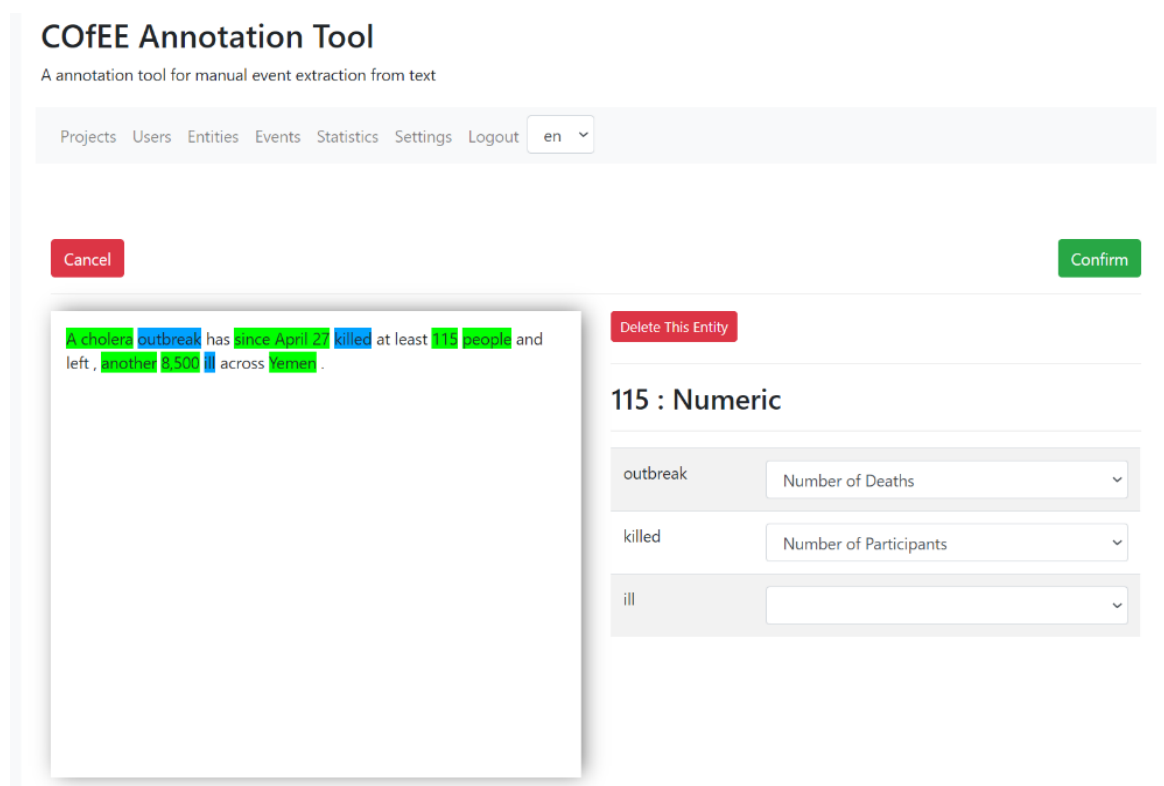 COfEE Annotation Tool
A annotation tool for manual event extraction from text
Projects Users Entities Events Statistics Settings Logout en
Cancel
Confirm
A cholera outbreak has since April 27 killed at least 115 people and
left , another 8,500 ill across Yemen .
Delete This Entity
115 : Numeric
outbreak Number of Deaths
killed Number of Participants
ill